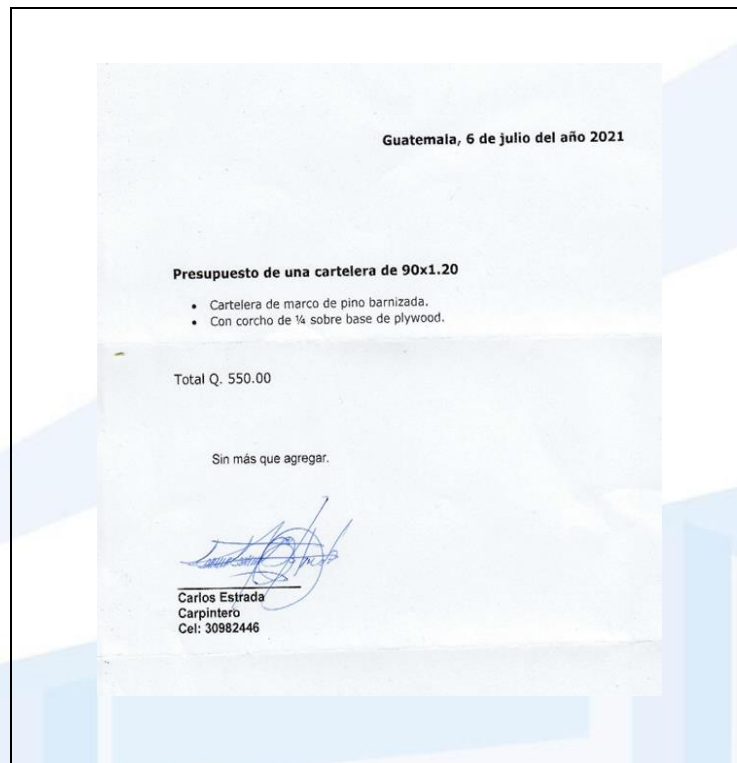 Guatemala, 6 de julio del año 2021
Presupuesto de una cartelera de 90x1.20
• Cartelera de marco de pino barnizada.
• Con corcho de ¼ sobre base de plywood.
Total Q. 550.00
Sin más que agregar.
Carlos Estrada
Carpintero
Cel: 30982446